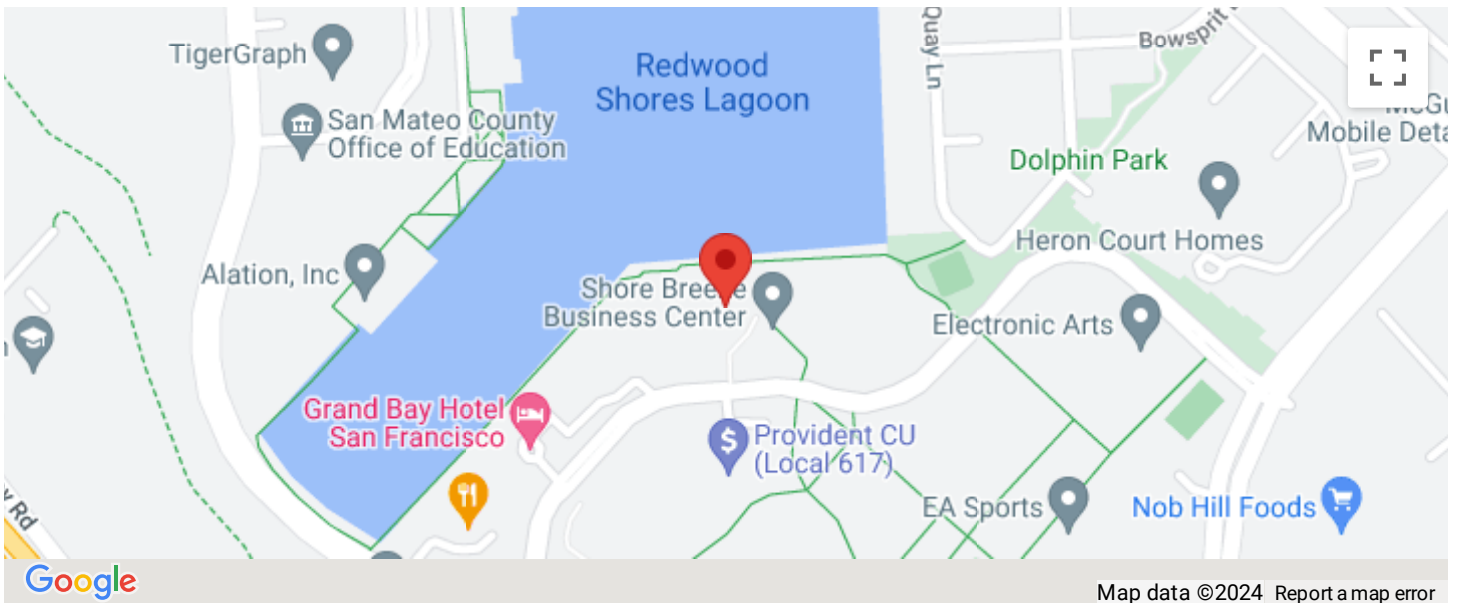 TigerGraph
San Mateo County
Office of Education
Redwood
Shores Lagoon
Quay Ln
Bowsprit
Mobile
Dolphin Park
Heron Court Homes
Alation, Inc
Shore Breeze
Business Center
Electronic Arts
Grand Bay Hotel
San Francisco
Provident CU
(Local 617)
EA Sports
Nob Hill Foods
Rd
Google
Map data ©2024
Report a map error